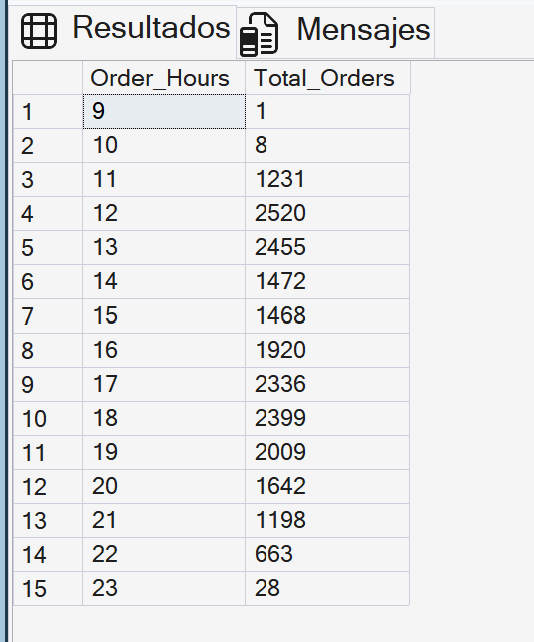 Resultados Mensajes
Order_Hours Total_Orders
1 9 1
2 10 8
3 11 1231
4 12 2520
5 13 2455
6 14 1472
7 15 1468
8 16 1920
9 17 2336
10 18 2399
11 19 2009
12 20 1642
13 21 1198
14 22 663
15 23 28